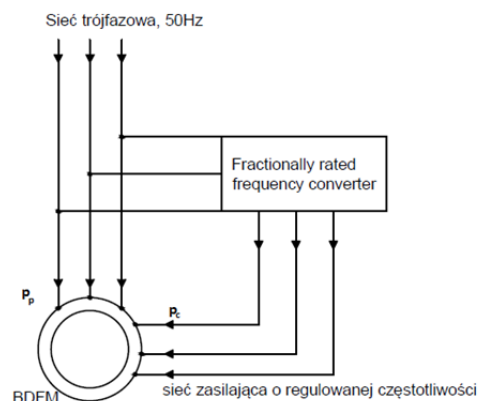 Sieć trójfazowa, 50Hz
Fractionally rated
frequency converter
Pp
Pc
BDFM
sieć zasilająca o regulowanej częstotliwości